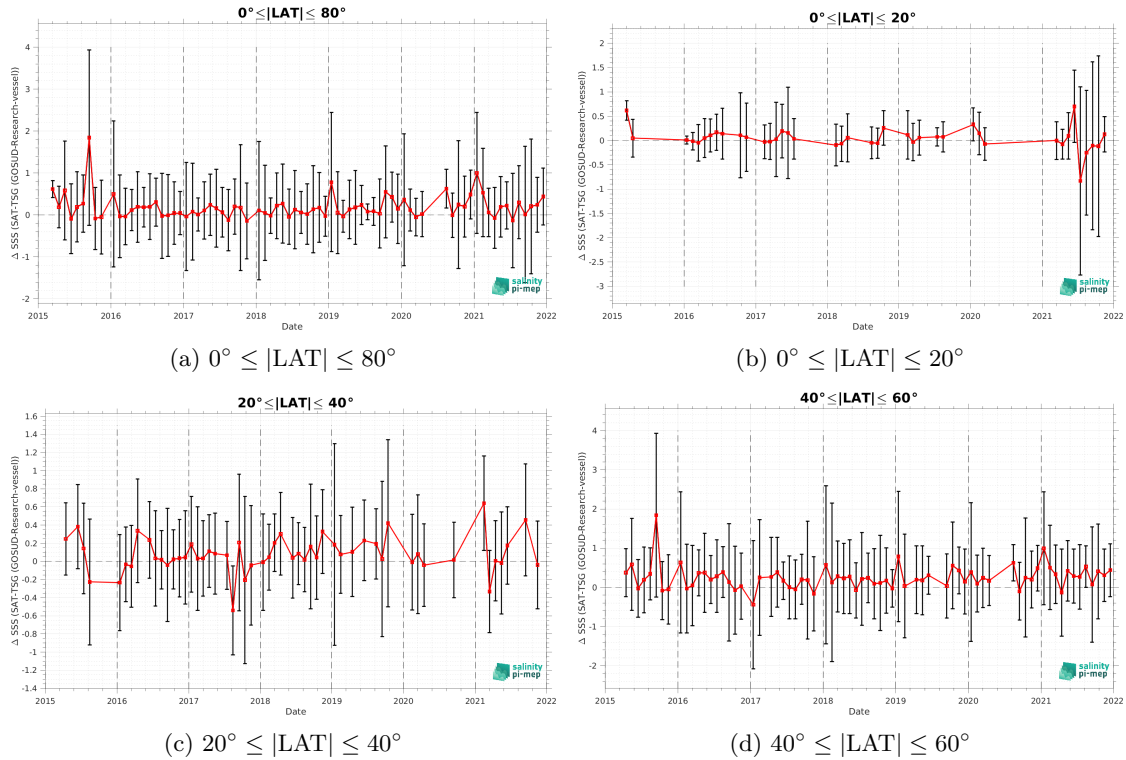 0°≤|LAT|≤ 80°
Δ SSS (SAT-TSG (GOSUD-Research-vessel))
4
3
2
1
0
-1
-2
2015 2016 2017 2018 2019 2020 2021 2022
Date
salinity
pi-mep
(a) 0° ≤ |LAT| ≤ 80°
0°≤|LAT|≤ 20°
Δ SSS (SAT-TSG (GOSUD-Research-vessel))
2
1.5
1
0.5
0
-0.5
-1
-1.5
-2
-2.5
-3
2015 2016 2017 2018 2019 2020 2021 2022
Date
salinity
pi-mep
(b) 0° ≤ |LAT| ≤ 20°
20°≤|LAT|≤ 40°
Δ SSS (SAT-TSG (GOSUD-Research-vessel))
1.6
1.4
1.2
1
0.8
0.6
0.4
0.2
0
-0.2
-0.4
-0.6
-0.8
-1
-1.2
-1.4
2015 2016 2017 2018 2019 2020 2021 2022
Date
salinity
pi-mep
(c) 20° ≤ |LAT| ≤ 40°
40°≤|LAT|≤ 60°
Δ SSS (SAT-TSG (GOSUD-Research-vessel))
4
3
2
1
0
-1
-2
2015 2016 2017 2018 2019 2020 2021 2022
Date
salinity
pi-mep
(d) 40° ≤ |LAT| ≤ 60°